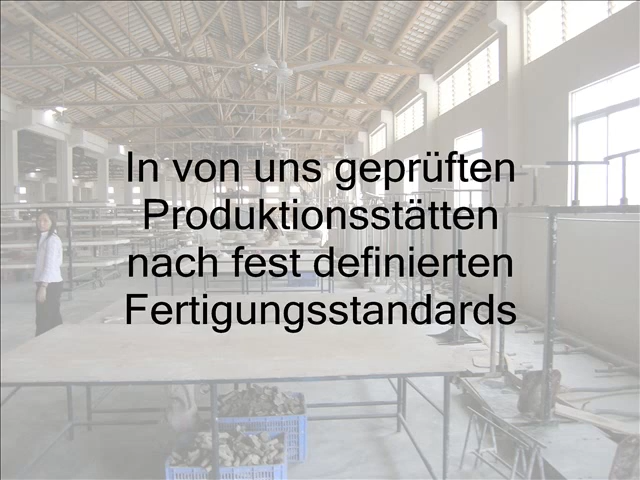 In von uns geprüften
Produktionsstätten
nach fest definierten
Fertigungsstandards